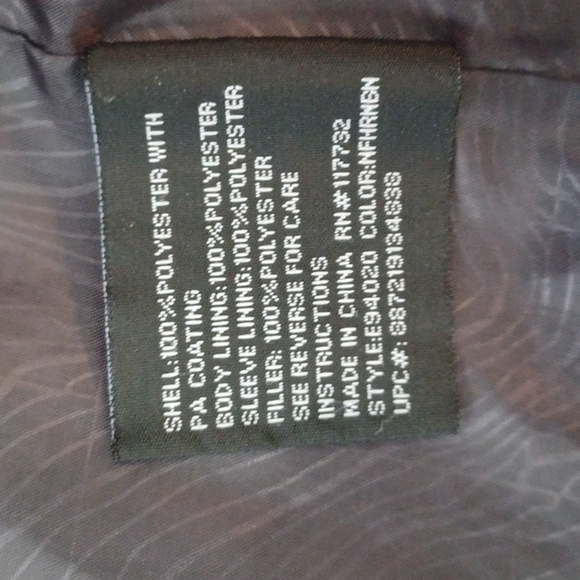 SHELL:100%POLYESTER WITH
PA COATING
BODY LINING:100%POLYESTER
SLEEVE LINING:100%POLYESTER
FILLER: 100%POLYESTER
SEE REVERSE FOR CARE
INSTRUCTIONS
MADE IN CHINA RN#117732
STYLE:E94020 COLOR:NFHRNGN
UPC#: 887219134838